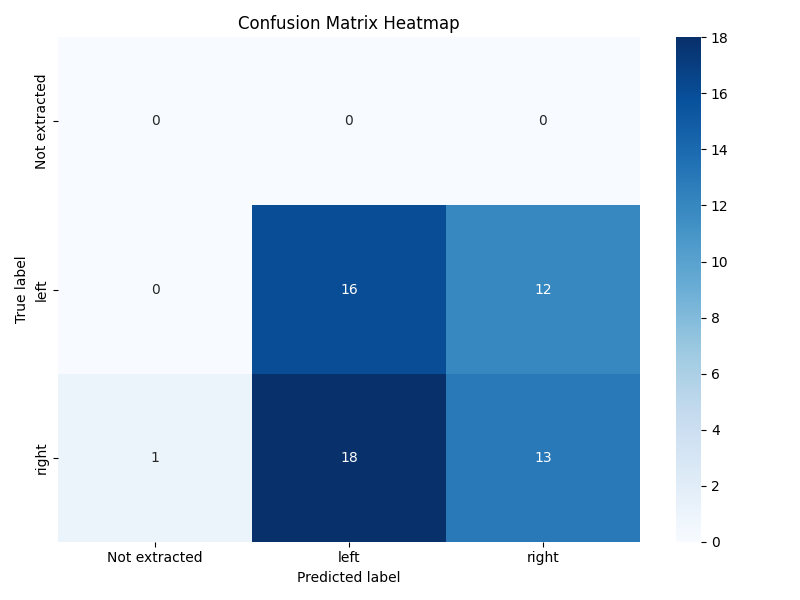 Confusion Matrix Heatmap
True label
Not extracted
left
right
0 0 0
0 16 12
1 18 13
Not extracted left right
Predicted label
18
16
14
12
10
8
6
4
2
0